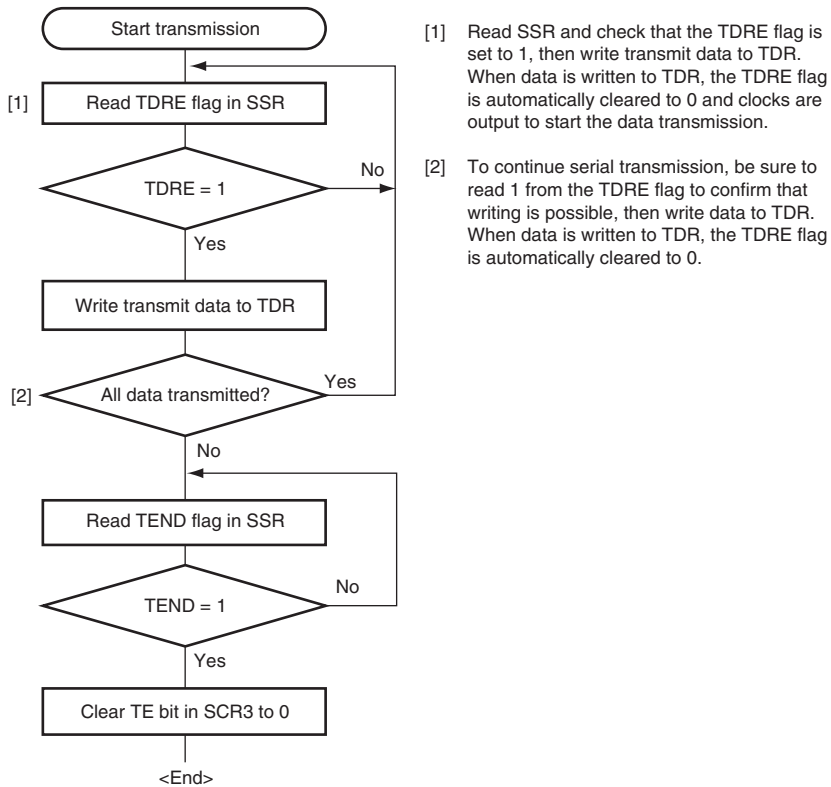 Start transmission
[1] Read TDRE flag in SSR
TDRE = 1
No
Yes
Write transmit data to TDR
[2] All data transmitted?
Yes
No
Read TEND flag in SSR
TEND = 1
No
Yes
Clear TE bit in SCR3 to 0
<End>
[1] Read SSR and check that the TDRE flag is
set to 1, then write transmit data to TDR.
When data is written to TDR, the TDRE flag
is automatically cleared to 0 and clocks are
output to start the data transmission.
[2] To continue serial transmission, be sure to
read 1 from the TDRE flag to confirm that
writing is possible, then write data to TDR.
When data is written to TDR, the TDRE flag
is automatically cleared to 0.